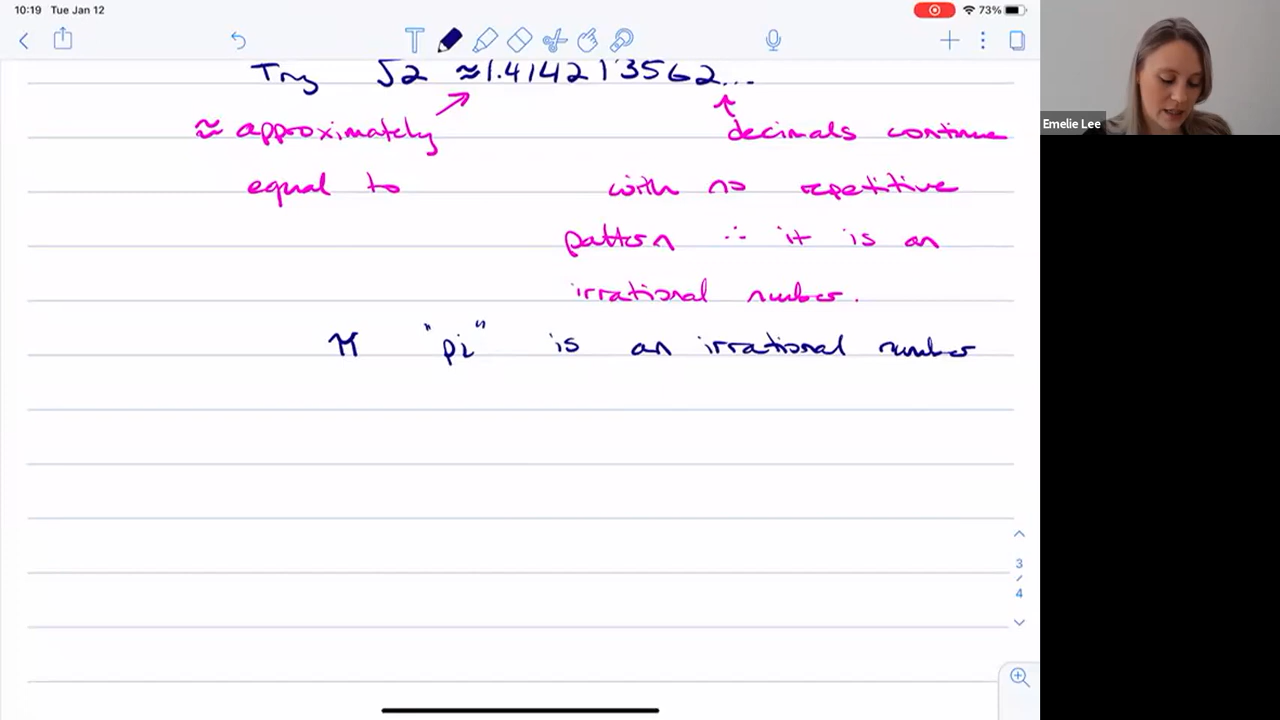 10:19 Tue Jan 12
73%
T
Try √2 ≈1.414213562...
≈ approximately
equal to
decimals continue
with no repetitive
pattern ∴ it is an
irrational number.
π "pi" is an irrational number
3
/
4
Emelie Lee